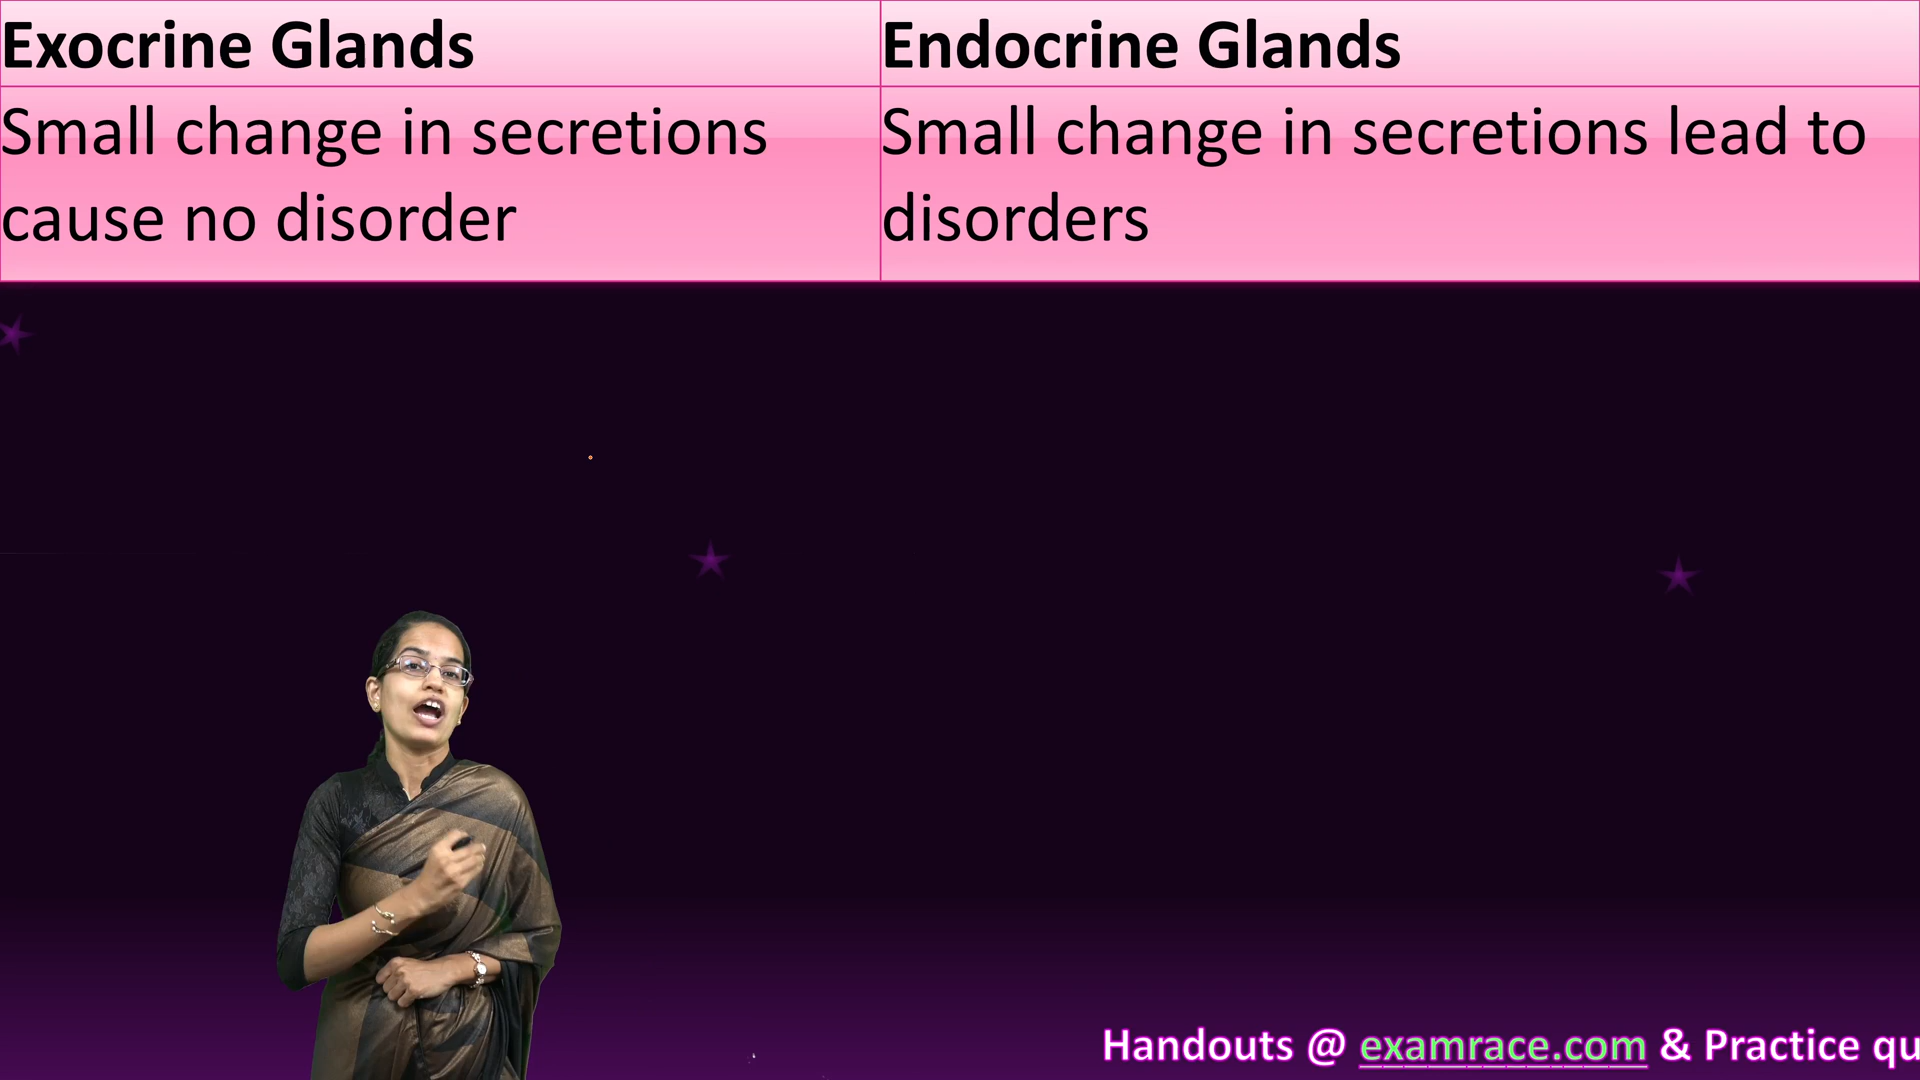 Exocrine Glands
Endocrine Glands
Small change in secretions
cause no disorder
Small change in secretions lead to
disorders
Handouts @ examrace.com & Practice qu